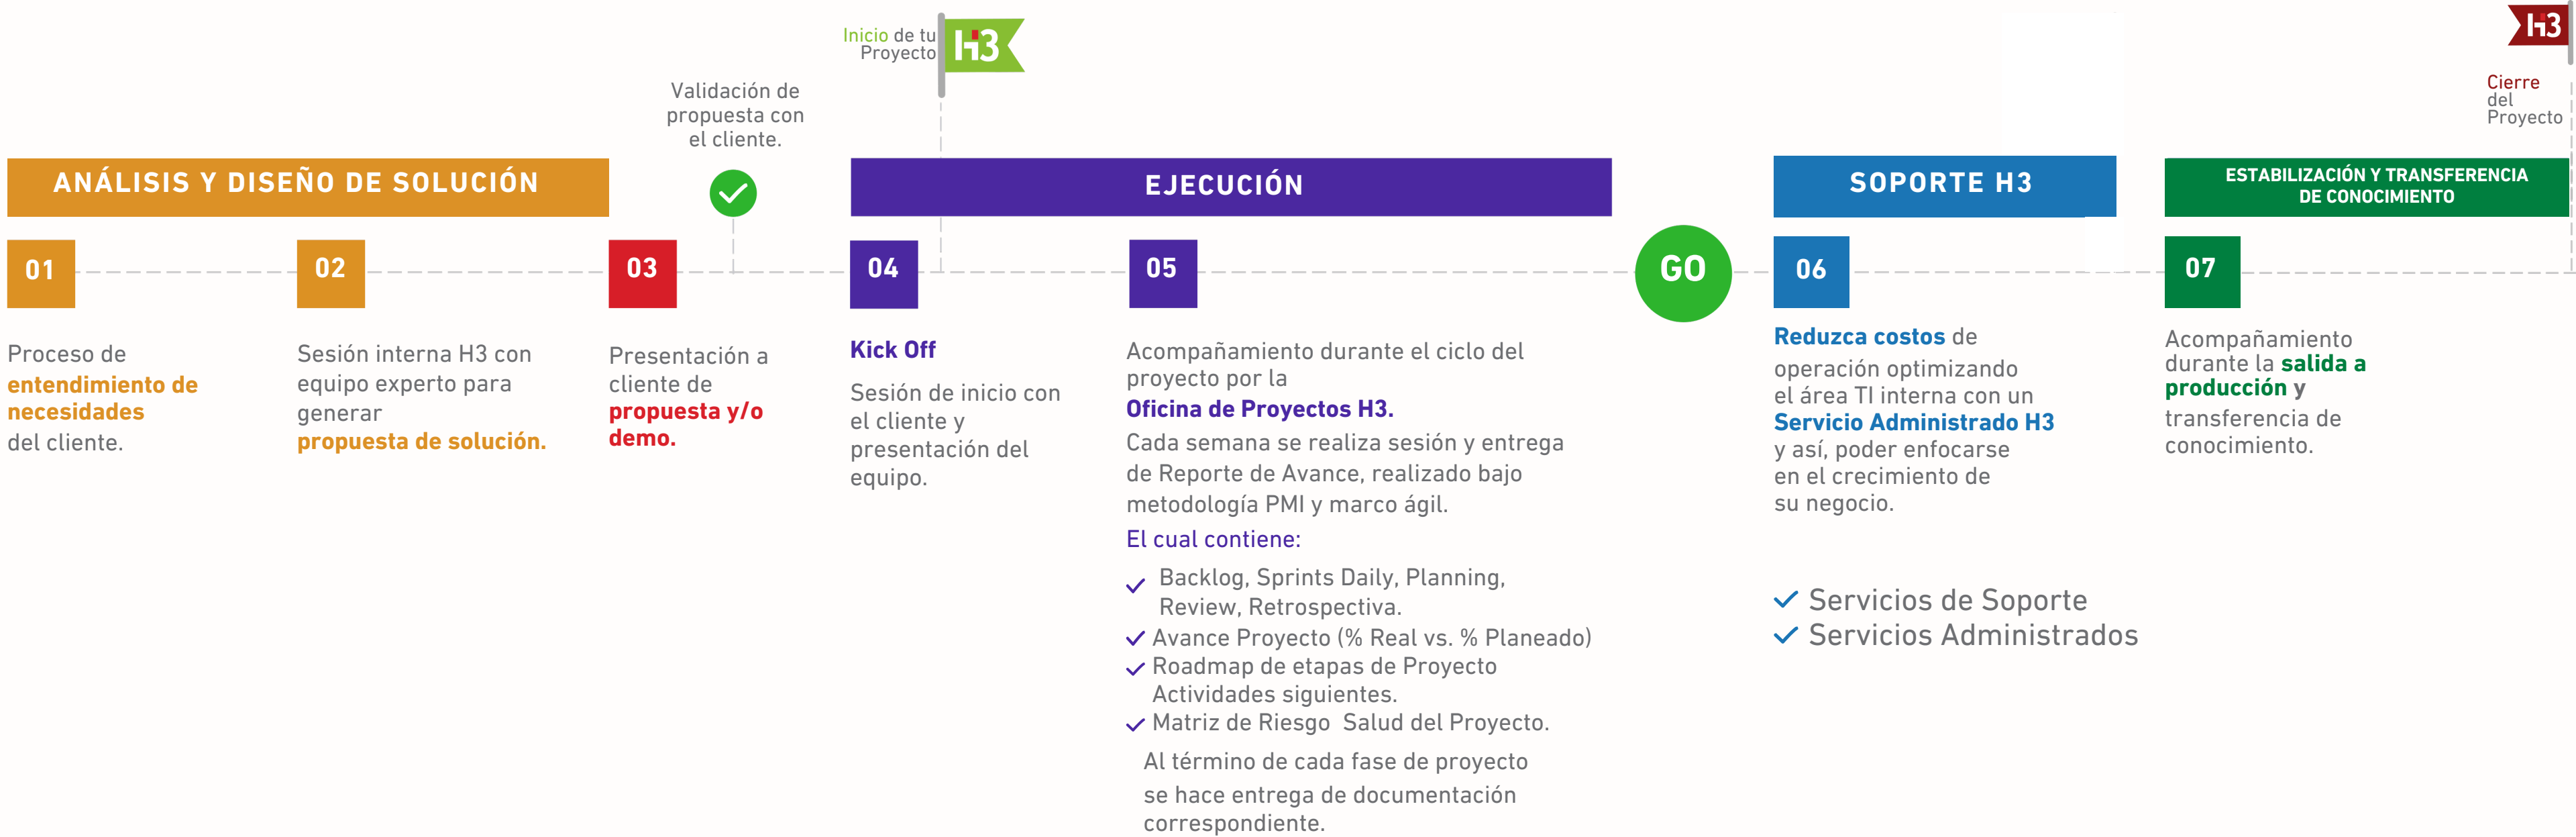 Inicio de tu
Proyecto
H3
H3
Cierre
del
Proyecto
Validación de
propuesta con
el cliente.
ANÁLISIS Y DISEÑO DE SOLUCIÓN
EJECUCIÓN
SOPORTE H3
ESTABILIZACIÓN Y TRANSFERENCIA
DE CONOCIMIENTO
01
Proceso de
entendimiento de
necesidades
del cliente.
02
Sesión interna H3 con
equipo experto para
generar
propuesta de solución.
03
Presentación a
cliente de
propuesta y/o
demo.
04
Kick Off
Sesión de inicio con
el cliente y
presentación del
equipo.
05
Acompañamiento durante el ciclo del
proyecto por la
Oficina de Proyectos H3.
Cada semana se realiza sesión y entrega
de Reporte de Avance, realizado bajo
metodología PMI y marco ágil.
El cual contiene:
Backlog, Sprints Daily, Planning,
Review, Retrospectiva.
Avance Proyecto (% Real vs. % Planeado)
Roadmap de etapas de Proyecto
Actividades siguientes.
Matriz de Riesgo Salud del Proyecto.
Al término de cada fase de proyecto
se hace entrega de documentación
correspondiente.
GO
06
Reduzca costos de
operación optimizando
el área TI interna con un
Servicio Administrado H3
y así, poder enfocarse
en el crecimiento de
su negocio.
Servicios de Soporte
Servicios Administrados
07
Acompañamiento
durante la salida a
producción y
transferencia de
conocimiento.